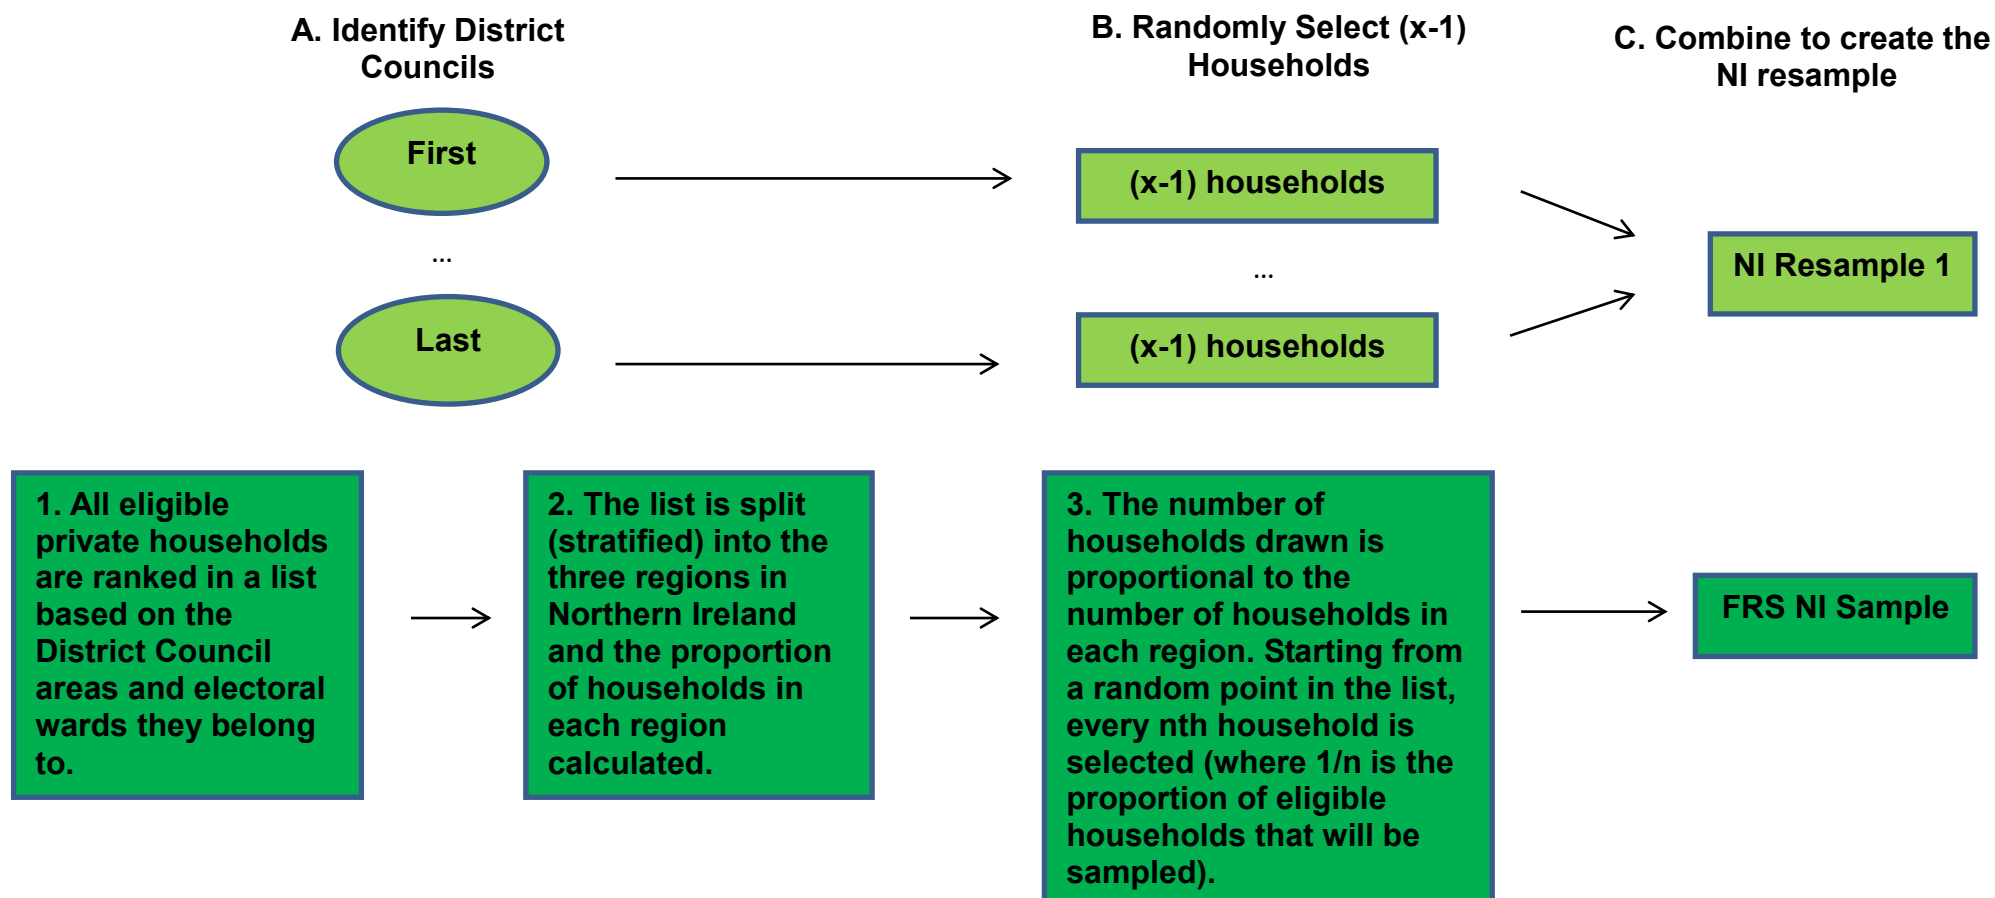 A. Identify District
Councils
B. Randomly Select (x-1)
Households
C. Combine to create the
NI resample
First
(x-1) households
...
...
NI Resample 1
Last
(x-1) households
1. All eligible
private households
are ranked in a list
based on the
District Council
areas and electoral
wards they belong
to.
2. The list is split
(stratified) into the
three regions in
Northern Ireland
and the proportion
of households in
each region
calculated.
3. The number of
households drawn is
proportional to the
number of households in
each region. Starting from
a random point in the list,
every nth household is
selected (where 1/n is the
proportion of eligible
households that will be
sampled).
FRS NI Sample